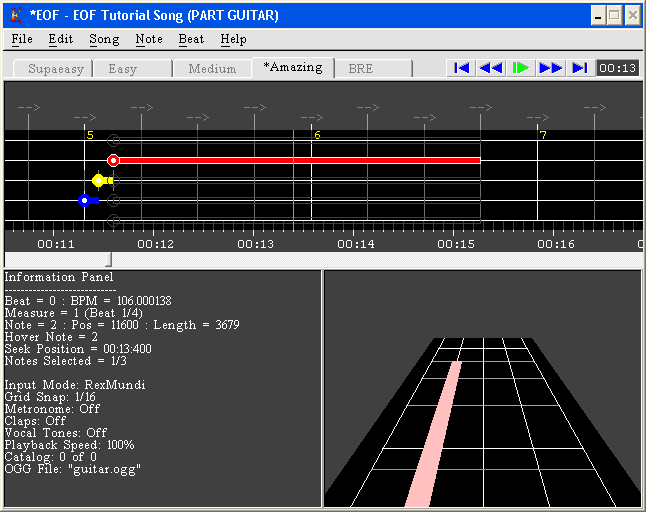 *EOF - EOF Tutorial Song (PART GUITAR)
File Edit Song Note Beat Help
Supaeasy Easy Medium *Amazing BRE 00:13
--> --> --> --> --> --> --> --> --> --> -->
5 6 7
00:11 00:12 00:13 00:14 00:15 00:16
Information Panel
----------------------------
Beat = 0 : BPM = 106.000138
Measure = 1 (Beat 1/4)
Note = 2 : Pos = 11600 : Length = 3679
Hover Note = 2
Seek Position = 00:13:400
Notes Selected = 1/3
Input Mode: RexMundi
Grid Snap: 1/16
Metronome: Off
Claps: Off
Vocal Tones: Off
Playback Speed: 100%
Catalog: 0 of 0
OGG File: "guitar.ogg"